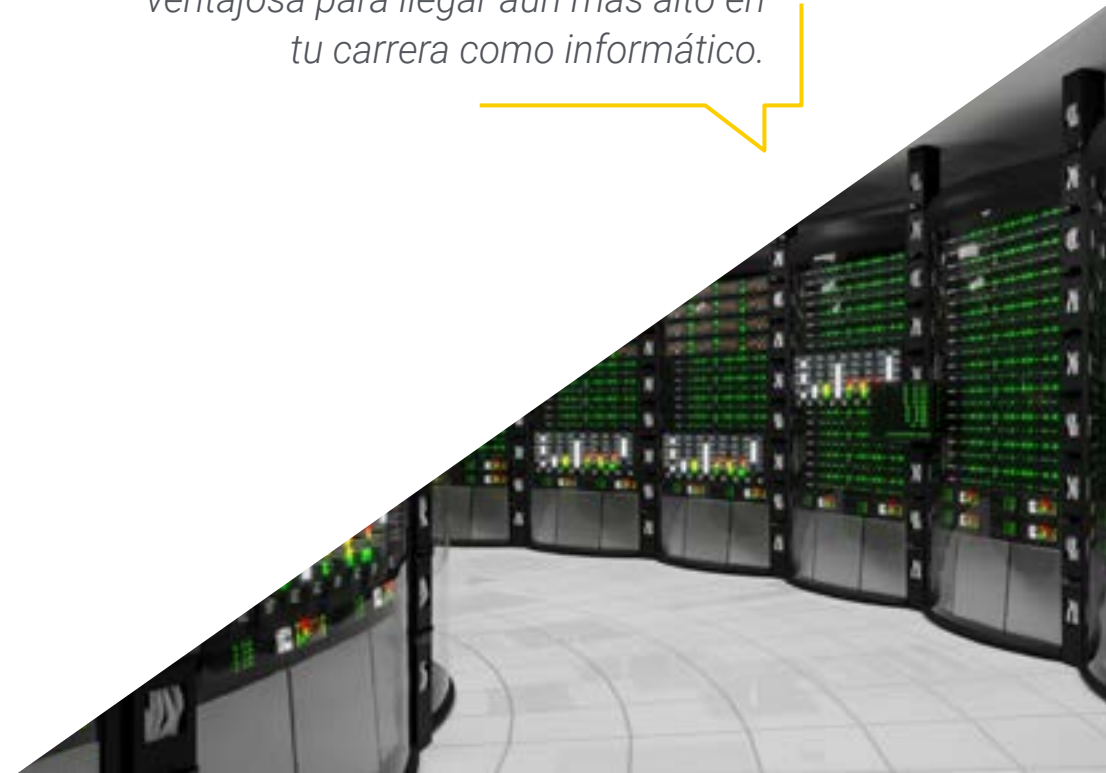 ventajosa para llegar aún más alto en
tu carrera como informático.